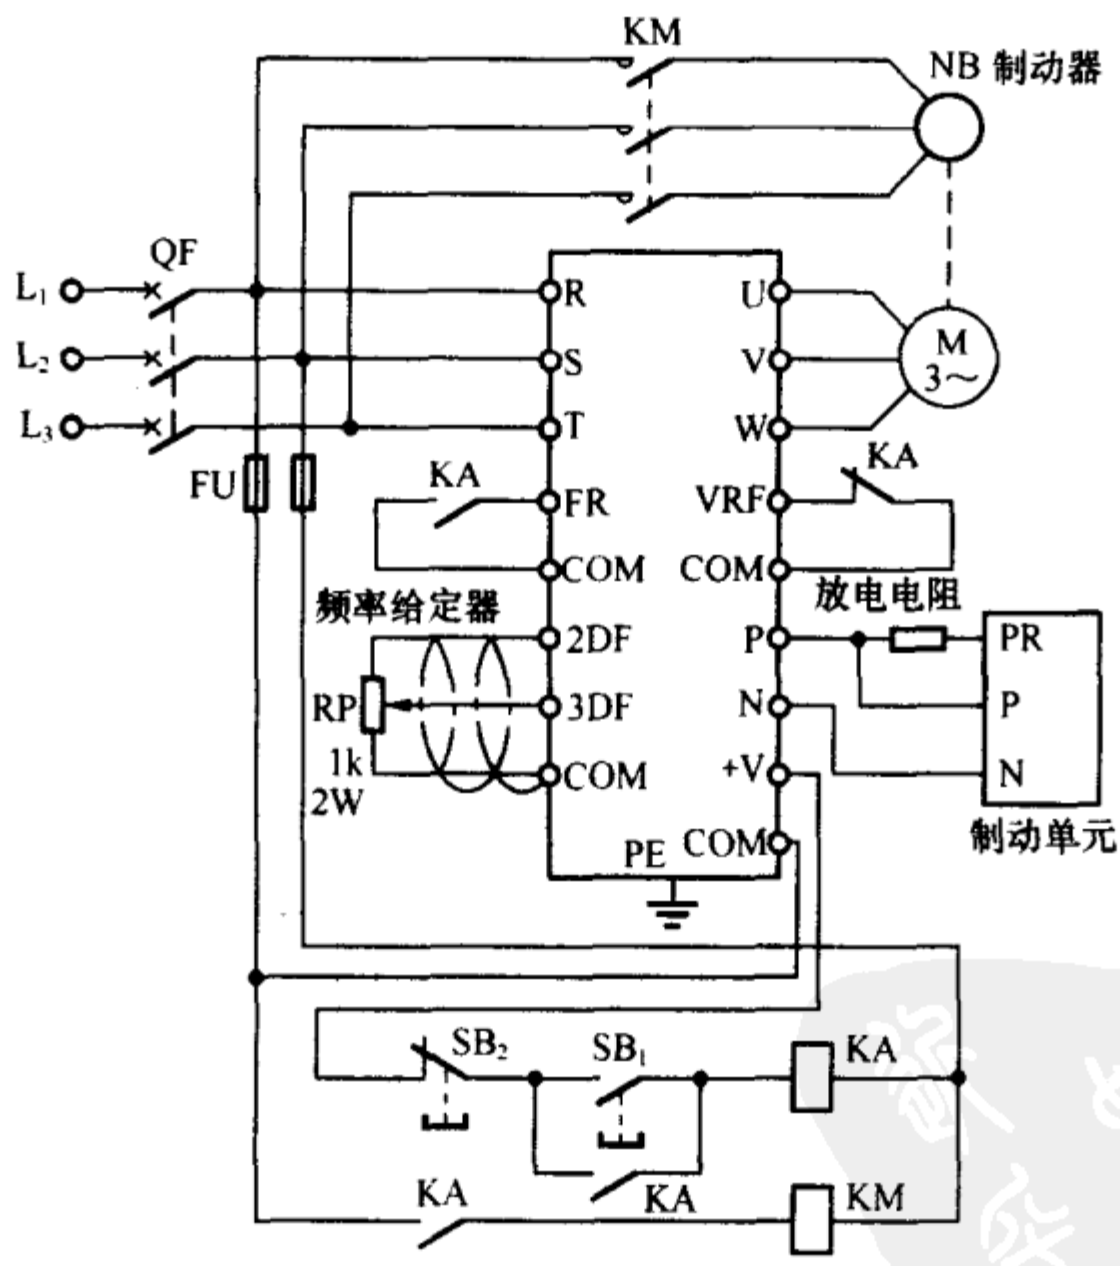 KM
NB 制动器
QF
L₁
L₂
L₃
R
S
T
U
V
W
M
3～
FU
KA
FR
COM
VRF
KA
COM
频率给定器
放电电阻
2DF
P
PR
RP
3DF
N
P
1k
2W
COM
+V
N
制动单元
PE
COM
SB₂
SB₁
KA
KA
KA
KM